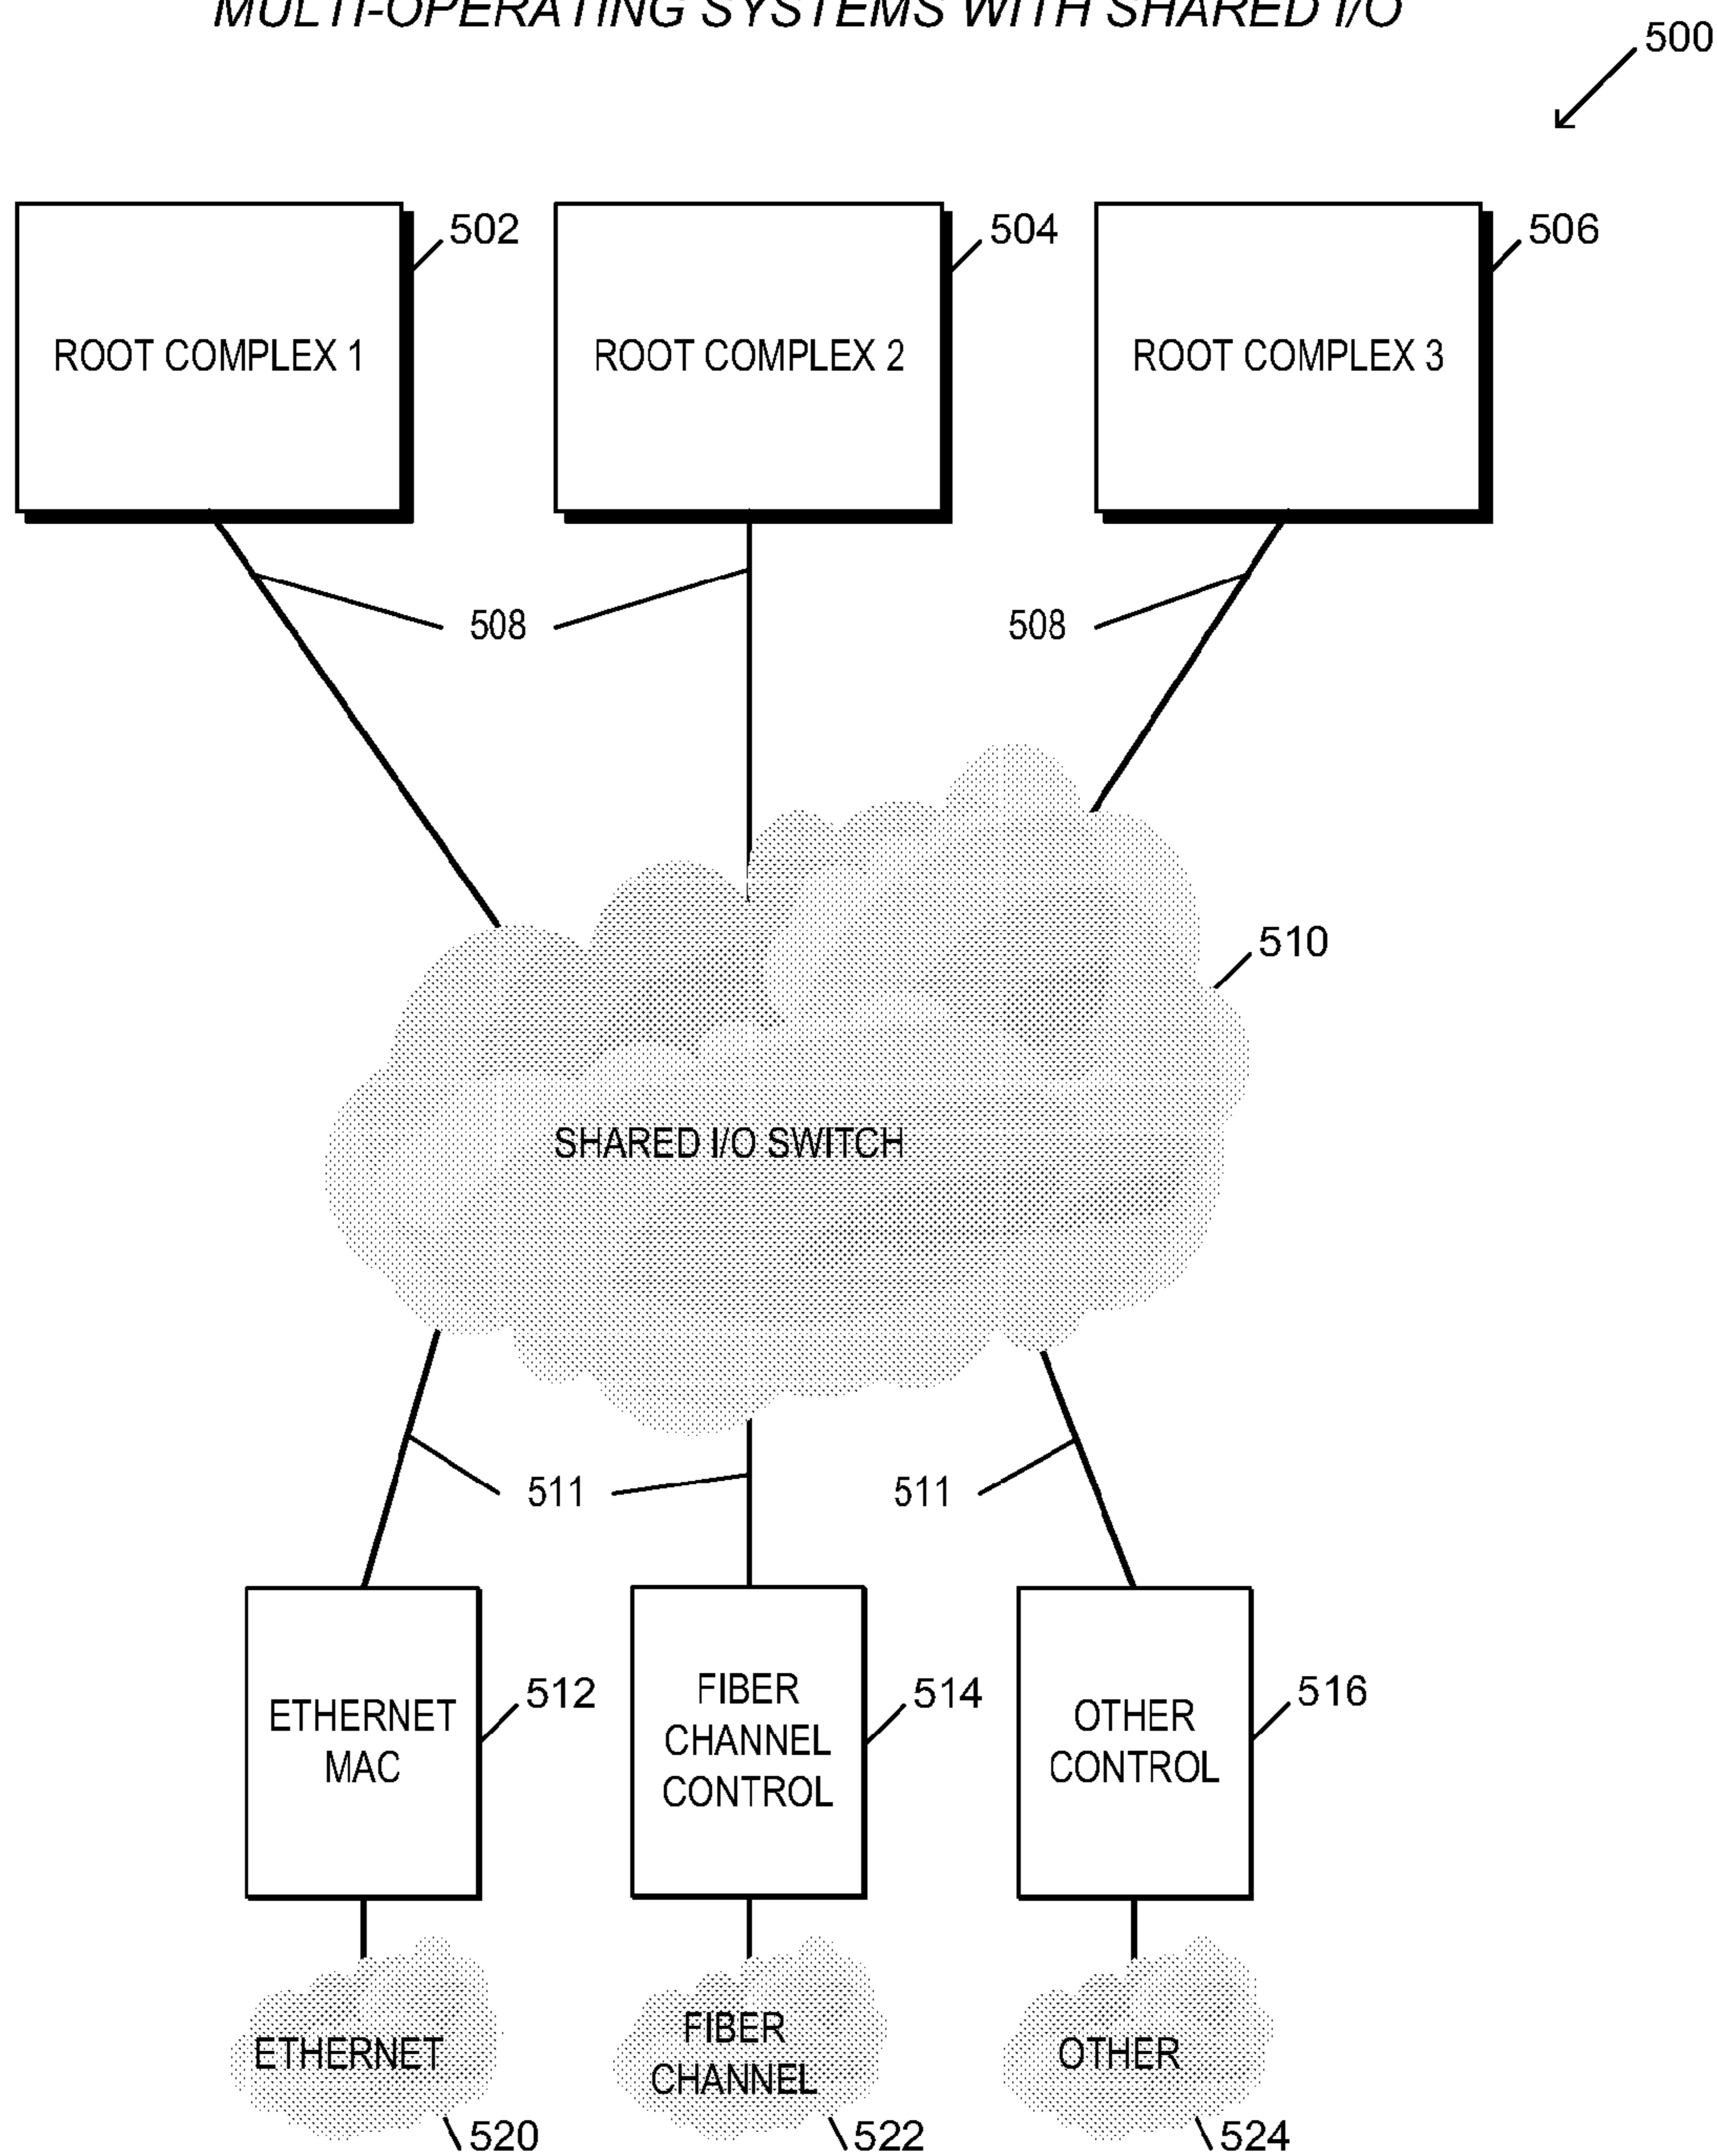 MULTI-OPERATING SYSTEMS WITH SHARED I/O
500
502
504
506
ROOT COMPLEX 1
ROOT COMPLEX 2
ROOT COMPLEX 3
508
508
510
SHARED I/O SWITCH
511
511
ETHERNET
MAC
512
FIBER
CHANNEL
CONTROL
514
OTHER
CONTROL
516
ETHERNET
FIBER
CHANNEL
OTHER
520
522
524